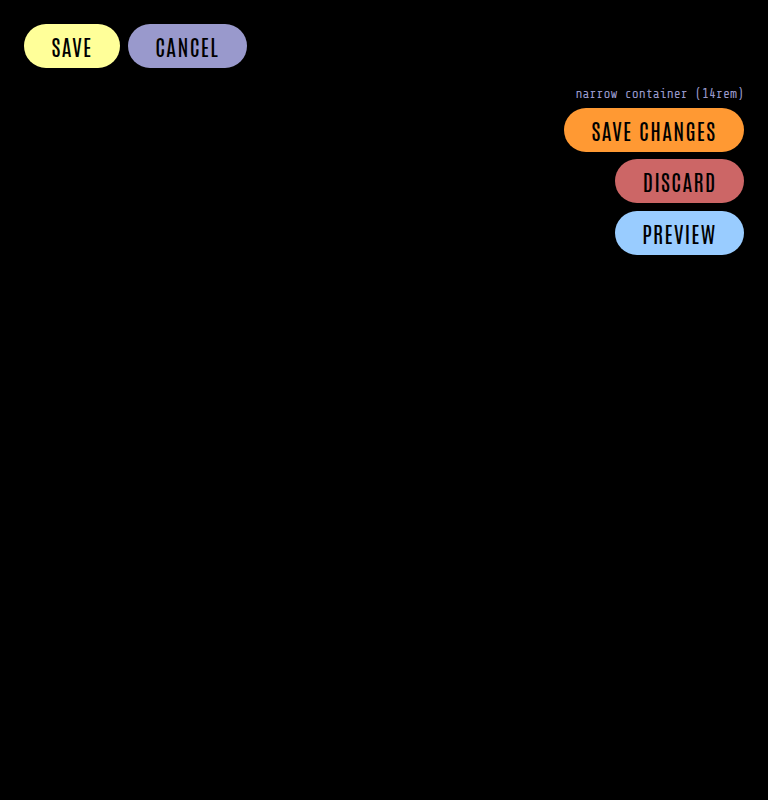 SAVE CANCEL
narrow container (14rem)
SAVE CHANGES
DISCARD
PREVIEW